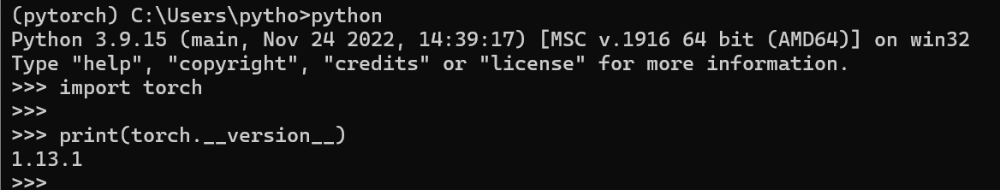 (pytorch) C:\Users\pytho>python
Python 3.9.15 (main, Nov 24 2022, 14:39:17) [MSC v.1916 64 bit (AMD64)] on win32
Type "help", "copyright", "credits" or "license" for more information.
>>> import torch
>>>
>>> print(torch.__version__)
1.13.1
>>>